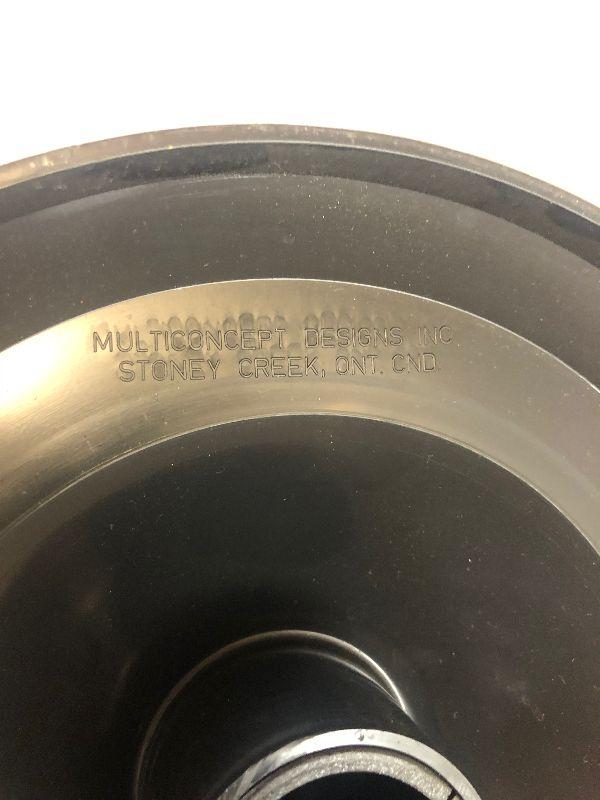 MULTICONCEPT DESIGNS INC
STONEY CREEK, ONT. CND.